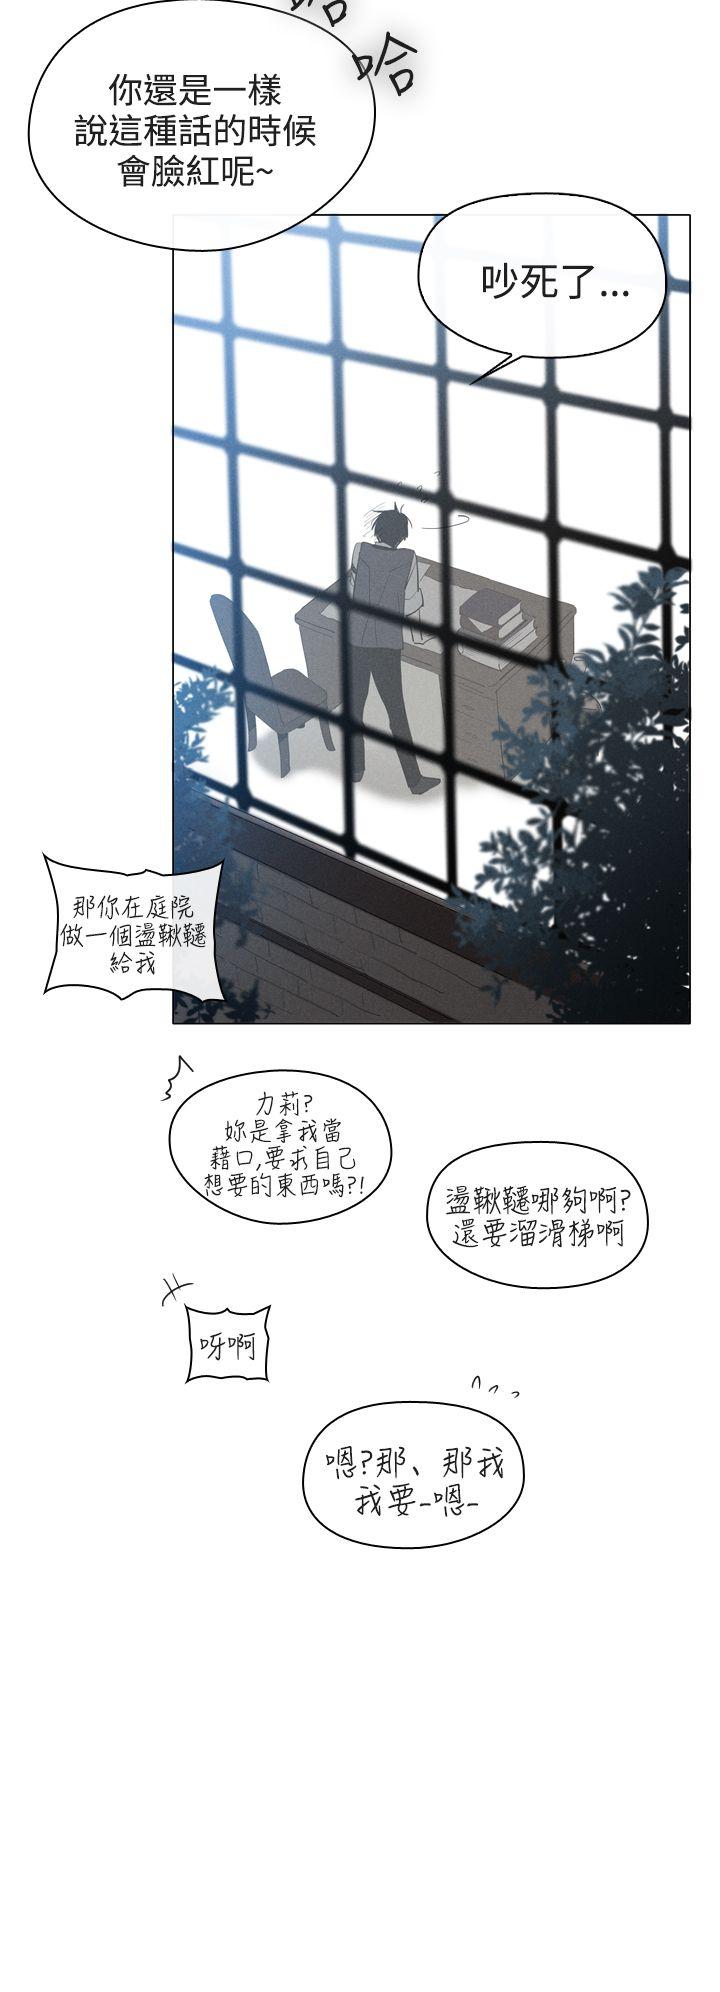 哈
哈
你還是一樣
說這種話的時候
會臉紅呢~
吵死了...
那你在庭院
做一個盪鞦韆
給我
力莉?
妳是拿我當
藉口,要求自己
想要的東西嗎?!
盪鞦韆哪夠啊?
還要溜滑梯啊
呀啊
嗯?那、那我
我要-嗯-